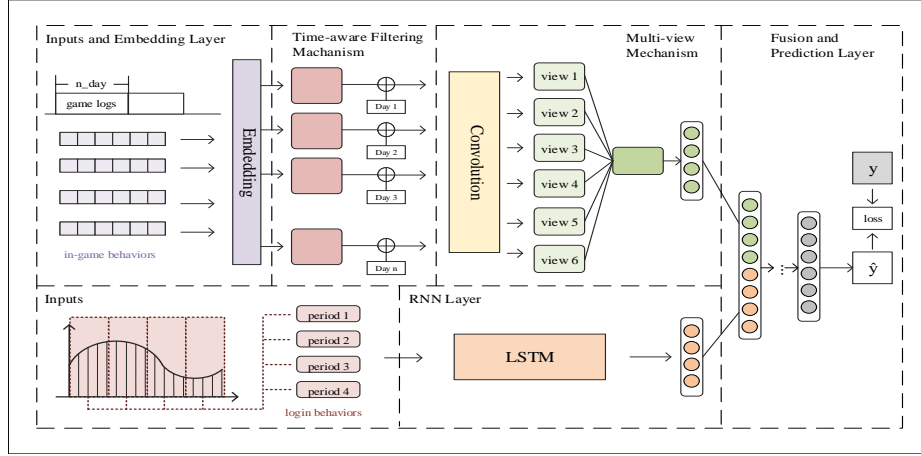 Inputs and Embedding Layer
Time-aware Filtering
Machanism
Multi-view
Mechanism
Fusion and
Prediction Layer
n_day
game logs
in-game behaviors
Emdedding
Day 1
Day 2
Day 3
Day n
Convolution
view 1
view 2
view 3
view 4
view 5
view 6
y
loss
ŷ
Inputs
period 1
period 2
period 3
period 4
login behaviors
RNN Layer
LSTM